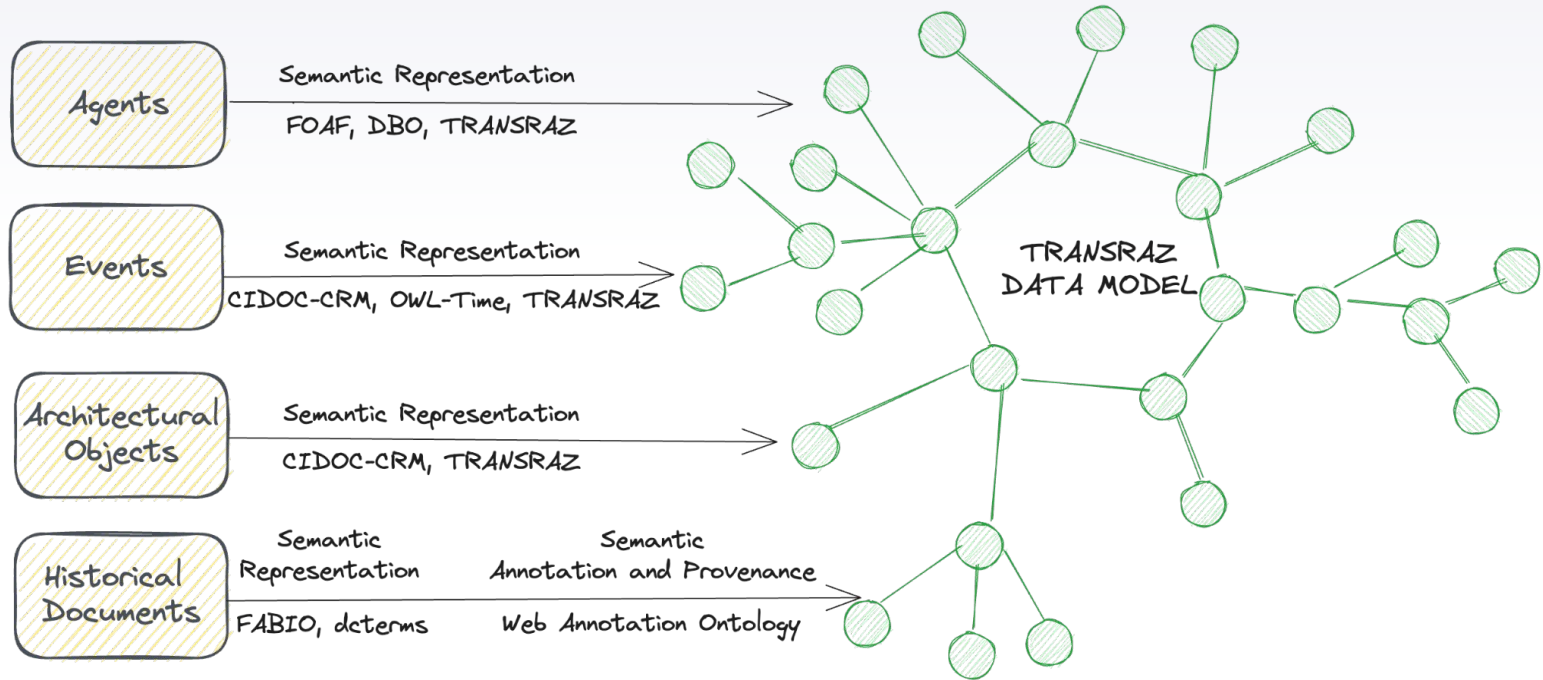 Agents
Semantic Representation
FOAF, DBO, TRANSRAZ
Events
Semantic Representation
CIDOC-CRM, OWL-Time, TRANSRAZ
Architectural
Objects
Semantic Representation
CIDOC-CRM, TRANSRAZ
Historical
Documents
Semantic
Representation
FABIO, dcterms
Semantic
Annotation and Provenance
Web Annotation Ontology
TRANSRAZ
DATA MODEL